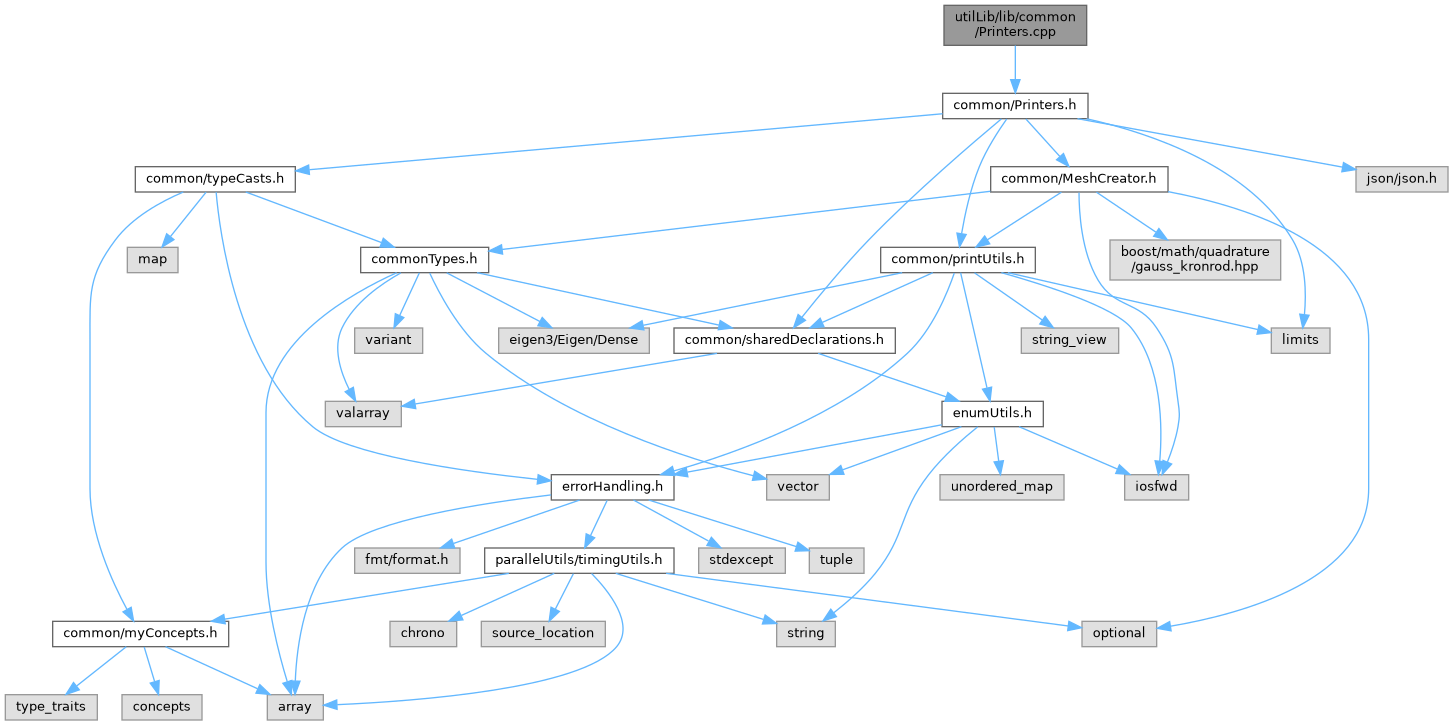 utilLib/lib/common
/Printers.cpp
common/Printers.h
common/typeCasts.h
common/MeshCreator.h
json/json.h
map
commonTypes.h
common/printUtils.h
boost/math/quadrature
/gauss_kronrod.hpp
variant
eigen3/Eigen/Dense
common/sharedDeclarations.h
string_view
limits
valarray
enumUtils.h
errorHandling.h
vector
unordered_map
iosfwd
fmt/format.h
parallelUtils/timingUtils.h
stdexcept
tuple
common/myConcepts.h
chrono
source_location
string
optional
type_traits
concepts
array